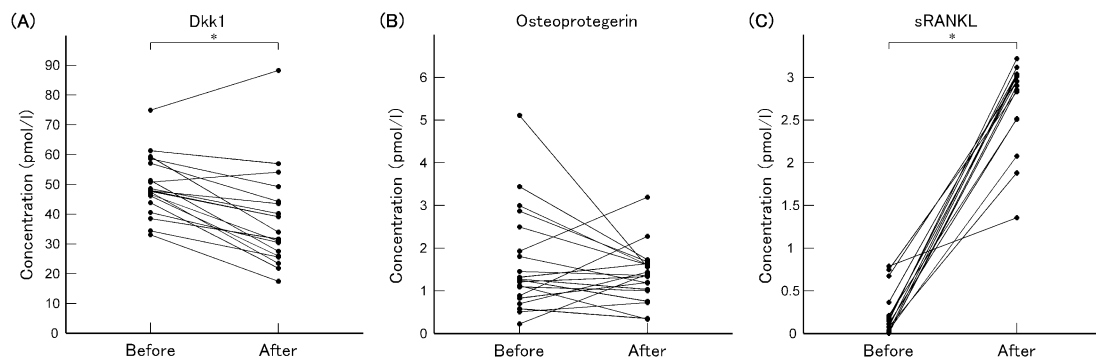 (A)
Dkk1
*
Concentration (pmol/l)
90
80
70
60
50
40
30
20
10
0
Before After
(B)
Osteoprotegerin
Concentration (pmol/l)
6
5
4
3
2
1
0
Before After
(C)
sRANKL
*
Concentration (pmol/l)
3
2.5
2
1.5
1
0.5
0
Before After